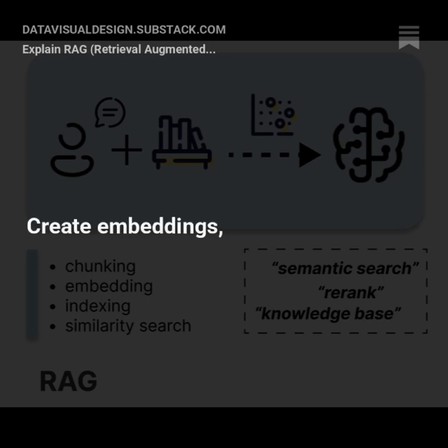 DATAVISUALDESIGN.SUBSTACK.COM
Explain RAG (Retrieval Augmented...
Create embeddings,
• chunking
• embedding
• indexing
• similarity search
“semantic search”
“rerank”
“knowledge base”
RAG